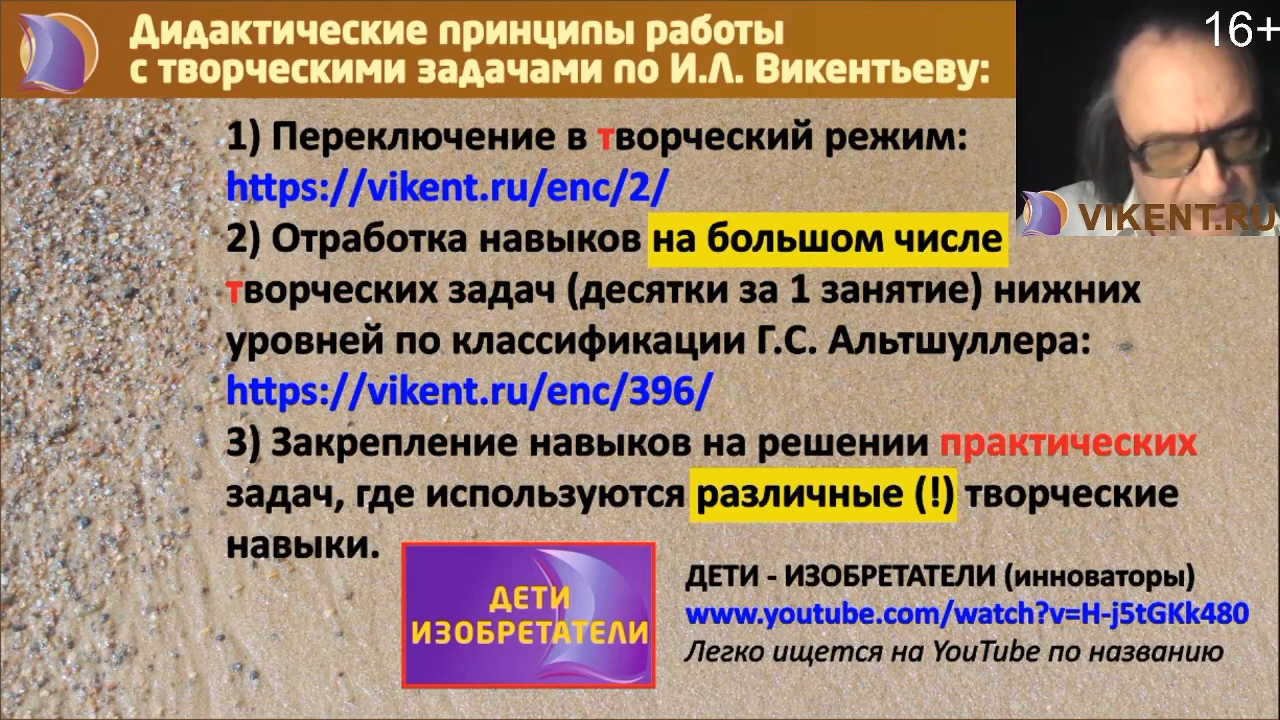 Дидактические принципы работы
с творческими задачами по И.Л. Викентьеву:
16+
VIKENT.RU
1) Переключение в творческий режим:
https://vikent.ru/enc/2/
2) Отработка навыков на большом числе
творческих задач (десятки за 1 занятие) нижних
уровней по классификации Г.С. Альтшуллера:
https://vikent.ru/enc/396/
3) Закрепление навыков на решении практических
задач, где используются различные (!) творческие
навыки.
ДЕТИ
ИЗОБРЕТАТЕЛИ
ДЕТИ - ИЗОБРЕТАТЕЛИ (инноваторы)
www.youtube.com/watch?v=H-j5tGKk480
Легко ищется на YouTube по названию